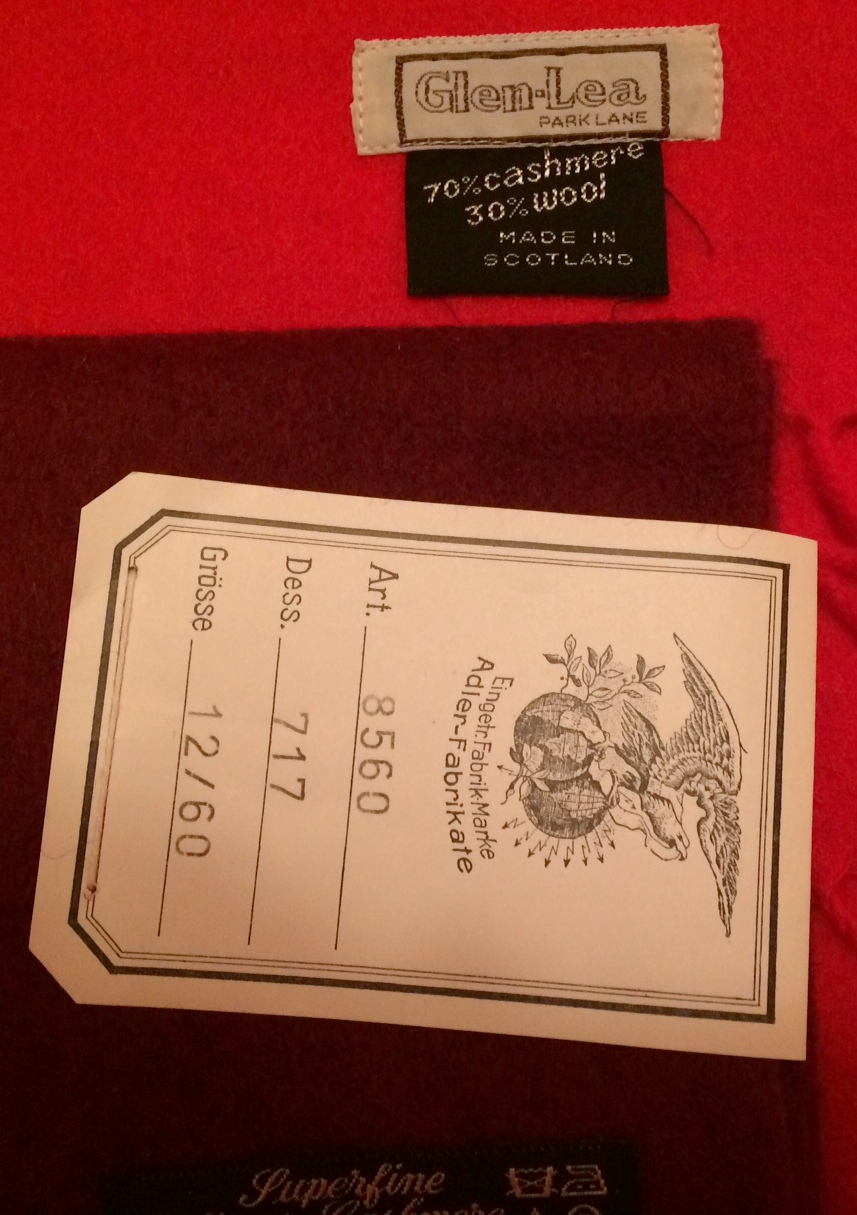 Glen-Lea
PARK LANE
70%cashmere
30%wool
MADE IN
SCOTLAND
Eingetr.Fabrik Marke
Adler-Fabrikate
Art. 8560
Dess. 717
Grösse 12/60
Superfine
Cashmere